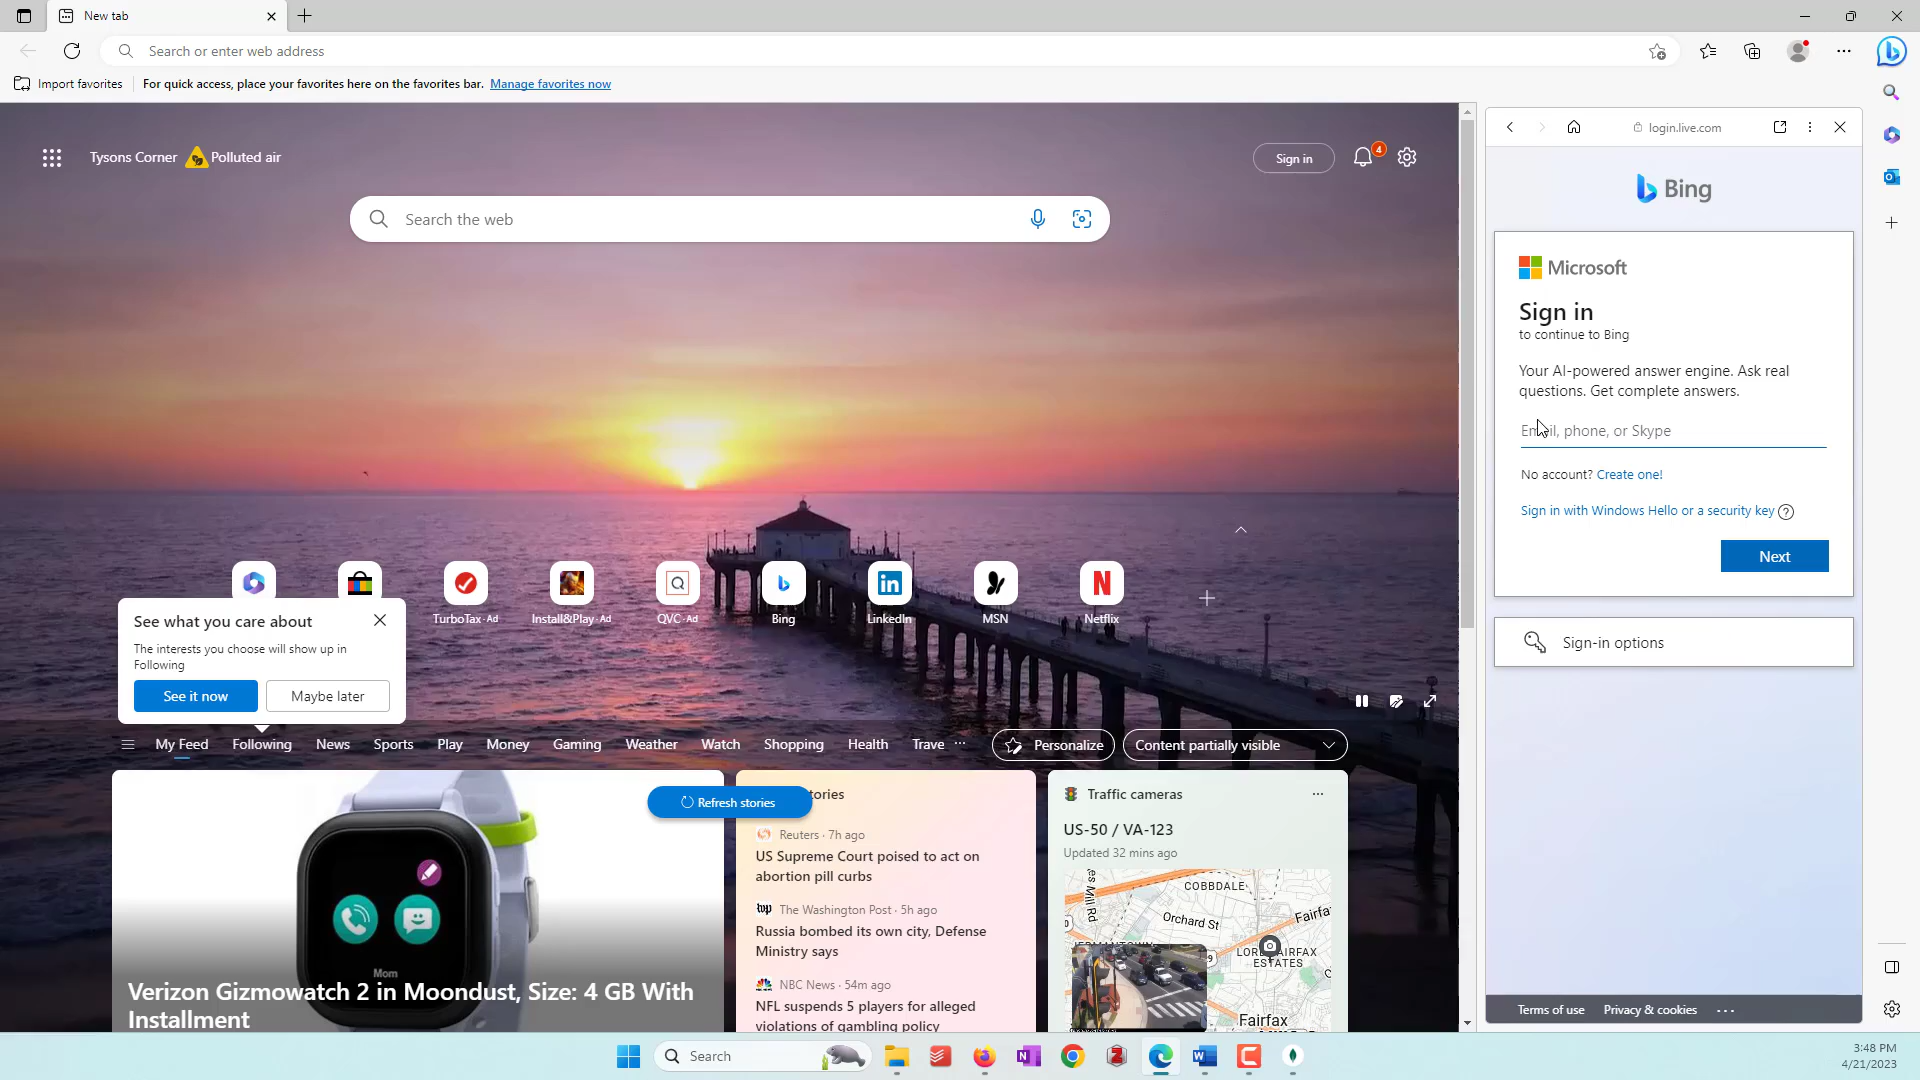 New tab
Search or enter web address
Import favorites
For quick access, place your favorites here on the favorites bar. Manage favorites now
Tysons Corner
Polluted air
Sign in
4
Search the web
TurboTax · Ad
Install&Play · Ad
QVC · Ad
Bing
LinkedIn
MSN
Netflix
See what you care about
The interests you choose will show up in
Following
See it now
Maybe later
My Feed
Following
News
Sports
Play
Money
Gaming
Weather
Watch
Shopping
Health
Trave
Personalize
Content partially visible
Refresh stories
Mom
Verizon Gizmowatch 2 in Moondust, Size: 4 GB With
Installment
tories
Reuters · 7h ago
US Supreme Court poised to act on
abortion pill curbs
The Washington Post · 5h ago
Russia bombed its own city, Defense
Ministry says
NBC News · 54m ago
NFL suspends 5 players for alleged
violations of gambling policy
Traffic cameras
US-50 / VA-123
Updated 32 mins ago
COBBDALE
es Mill Rd
Orchard St
Fairfa
ESTATES
Fairfax
login.live.com
Bing
Microsoft
Sign in
to continue to Bing
Your AI-powered answer engine. Ask real
questions. Get complete answers.
Email, phone, or Skype
No account? Create one!
Sign in with Windows Hello or a security key
Next
Sign-in options
Terms of use
Privacy & cookies
Search
3:48 PM
4/21/2023